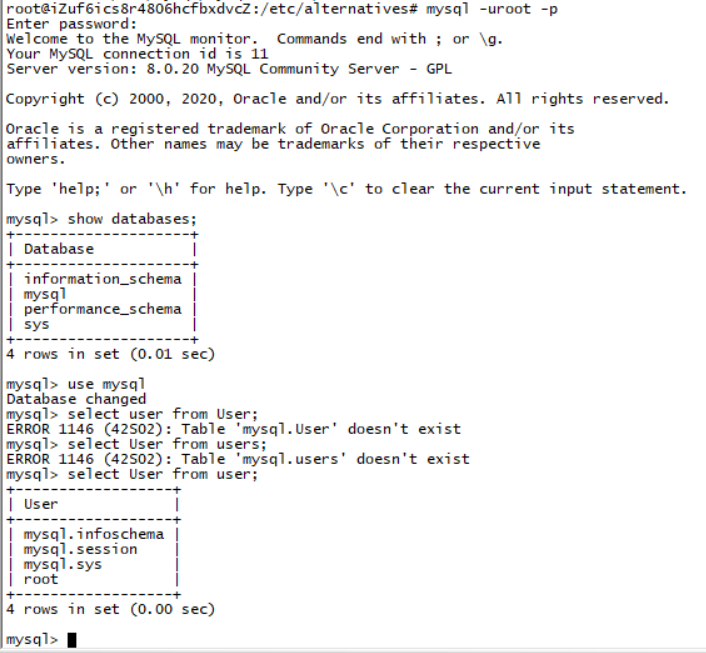 root@iZuf6ics8r4806hcfbxdvcZ:/etc/alternatives# mysql -uroot -p
Enter password:
Welcome to the MySQL monitor.  Commands end with ; or \g.
Your MySQL connection id is 11
Server version: 8.0.20 MySQL Community Server - GPL

Copyright (c) 2000, 2020, Oracle and/or its affiliates. All rights reserved.

Oracle is a registered trademark of Oracle Corporation and/or its
affiliates. Other names may be trademarks of their respective
owners.

Type 'help;' or '\h' for help. Type '\c' to clear the current input statement.

mysql> show databases;
+--------------------+
| Database           |
+--------------------+
| information_schema |
| mysql              |
| performance_schema |
| sys                |
+--------------------+
4 rows in set (0.01 sec)

mysql> use mysql
Database changed
mysql> select user from User;
ERROR 1146 (42S02): Table 'mysql.User' doesn't exist
mysql> select User from users;
ERROR 1146 (42S02): Table 'mysql.users' doesn't exist
mysql> select User from user;
+------------------+
| User             |
+------------------+
| mysql.infoschema |
| mysql.session    |
| mysql.sys        |
| root             |
+------------------+
4 rows in set (0.00 sec)

mysql>